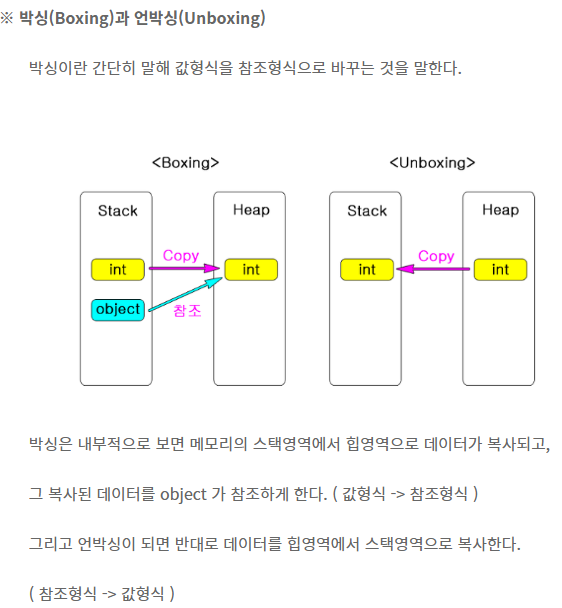 ※ 박싱(Boxing)과 언박싱(Unboxing)
박싱이란 간단히 말해 값형식을 참조형식으로 바꾸는 것을 말한다.
<Boxing>
<Unboxing>
Stack
Heap
Stack
Heap
int
Copy
int
int
Copy
int
object
참조
박싱은 내부적으로 보면 메모리의 스택영역에서 힙영역으로 데이터가 복사되고,
그 복사된 데이터를 object 가 참조하게 한다. ( 값형식 -> 참조형식 )
그리고 언박싱이 되면 반대로 데이터를 힙영역에서 스택영역으로 복사한다.
( 참조형식 -> 값형식 )